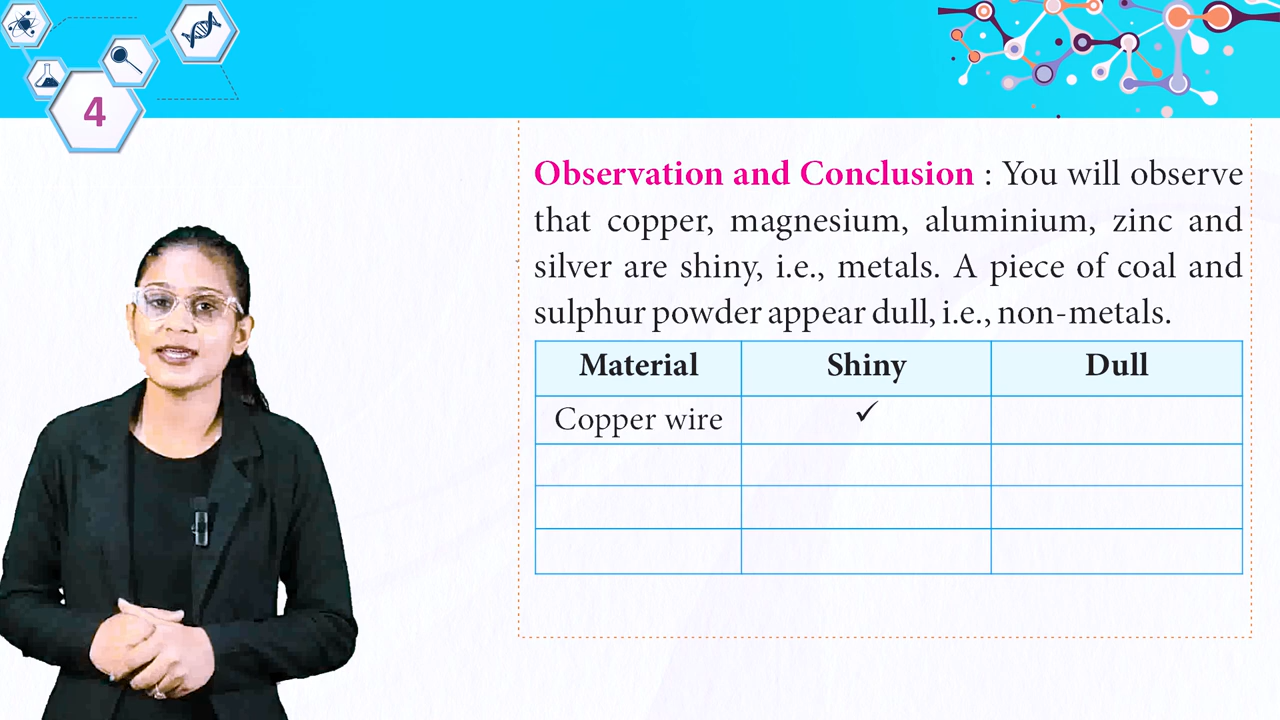 4
Observation and Conclusion : You will observe
that copper, magnesium, aluminium, zinc and
silver are shiny, i.e., metals. A piece of coal and
sulphur powder appear dull, i.e., non-metals.
Material Shiny Dull
Copper wire ✓